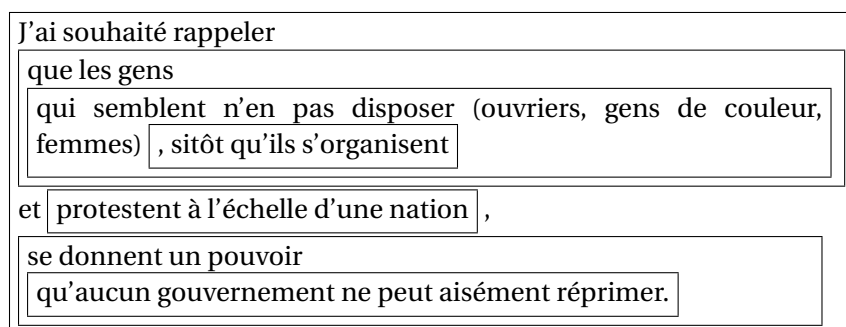 J'ai souhaité rappeler
que les gens
qui semblent n'en pas disposer (ouvriers, gens de couleur,
femmes) , sitôt qu'ils s'organisent
et protestent à l'échelle d'une nation ,
se donnent un pouvoir
qu'aucun gouvernement ne peut aisément réprimer.